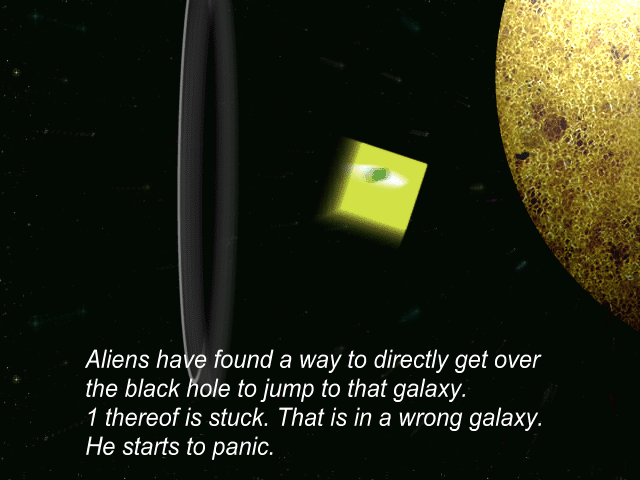 Aliens have found a way to directly get over
the black hole to jump to that galaxy.
1 thereof is stuck. That is in a wrong galaxy.
He starts to panic.